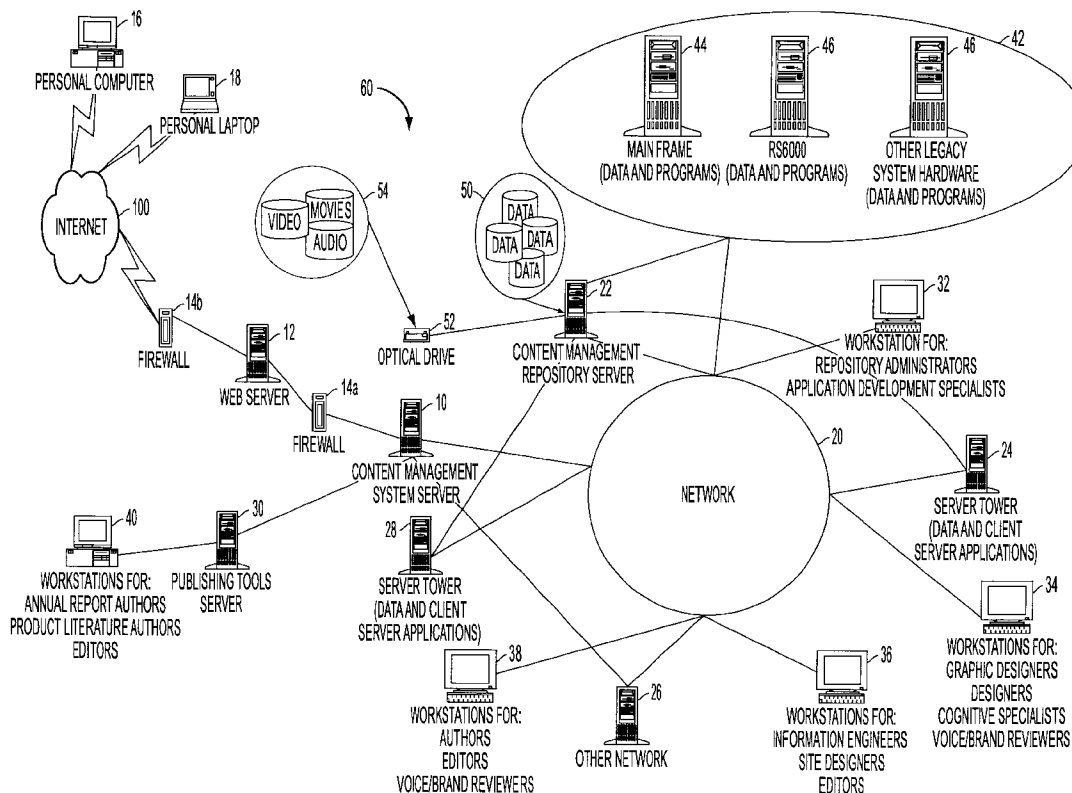 16
PERSONAL COMPUTER
18
PERSONAL LAPTOP
60
44
46
46
42
MAIN FRAME
(DATA AND PROGRAMS)
RS6000
(DATA AND PROGRAMS)
OTHER LEGACY
SYSTEM HARDWARE
(DATA AND PROGRAMS)
INTERNET
100
54
VIDEO
MOVIES
AUDIO
50
DATA
DATA
DATA
DATA
14b
FIREWALL
12
WEB SERVER
52
OPTICAL DRIVE
22
CONTENT MANAGEMENT
REPOSITORY SERVER
32
WORKSTATION FOR:
REPOSITORY ADMINISTRATORS
APPLICATION DEVELOPMENT SPECIALISTS
14a
FIREWALL
10
CONTENT MANAGEMENT
SYSTEM SERVER
20
NETWORK
24
SERVER TOWER
(DATA AND CLIENT
SERVER APPLICATIONS)
40
WORKSTATIONS FOR:
ANNUAL REPORT AUTHORS
PRODUCT LITERATURE AUTHORS
EDITORS
30
PUBLISHING TOOLS
SERVER
28
SERVER TOWER
(DATA AND CLIENT
SERVER APPLICATIONS)
34
WORKSTATIONS FOR:
GRAPHIC DESIGNERS
DESIGNERS
COGNITIVE SPECIALISTS
VOICE/BRAND REVIEWERS
38
WORKSTATIONS FOR:
AUTHORS
EDITORS
VOICE/BRAND REVIEWERS
26
OTHER NETWORK
36
WORKSTATIONS FOR:
INFORMATION ENGINEERS
SITE DESIGNERS
EDITORS